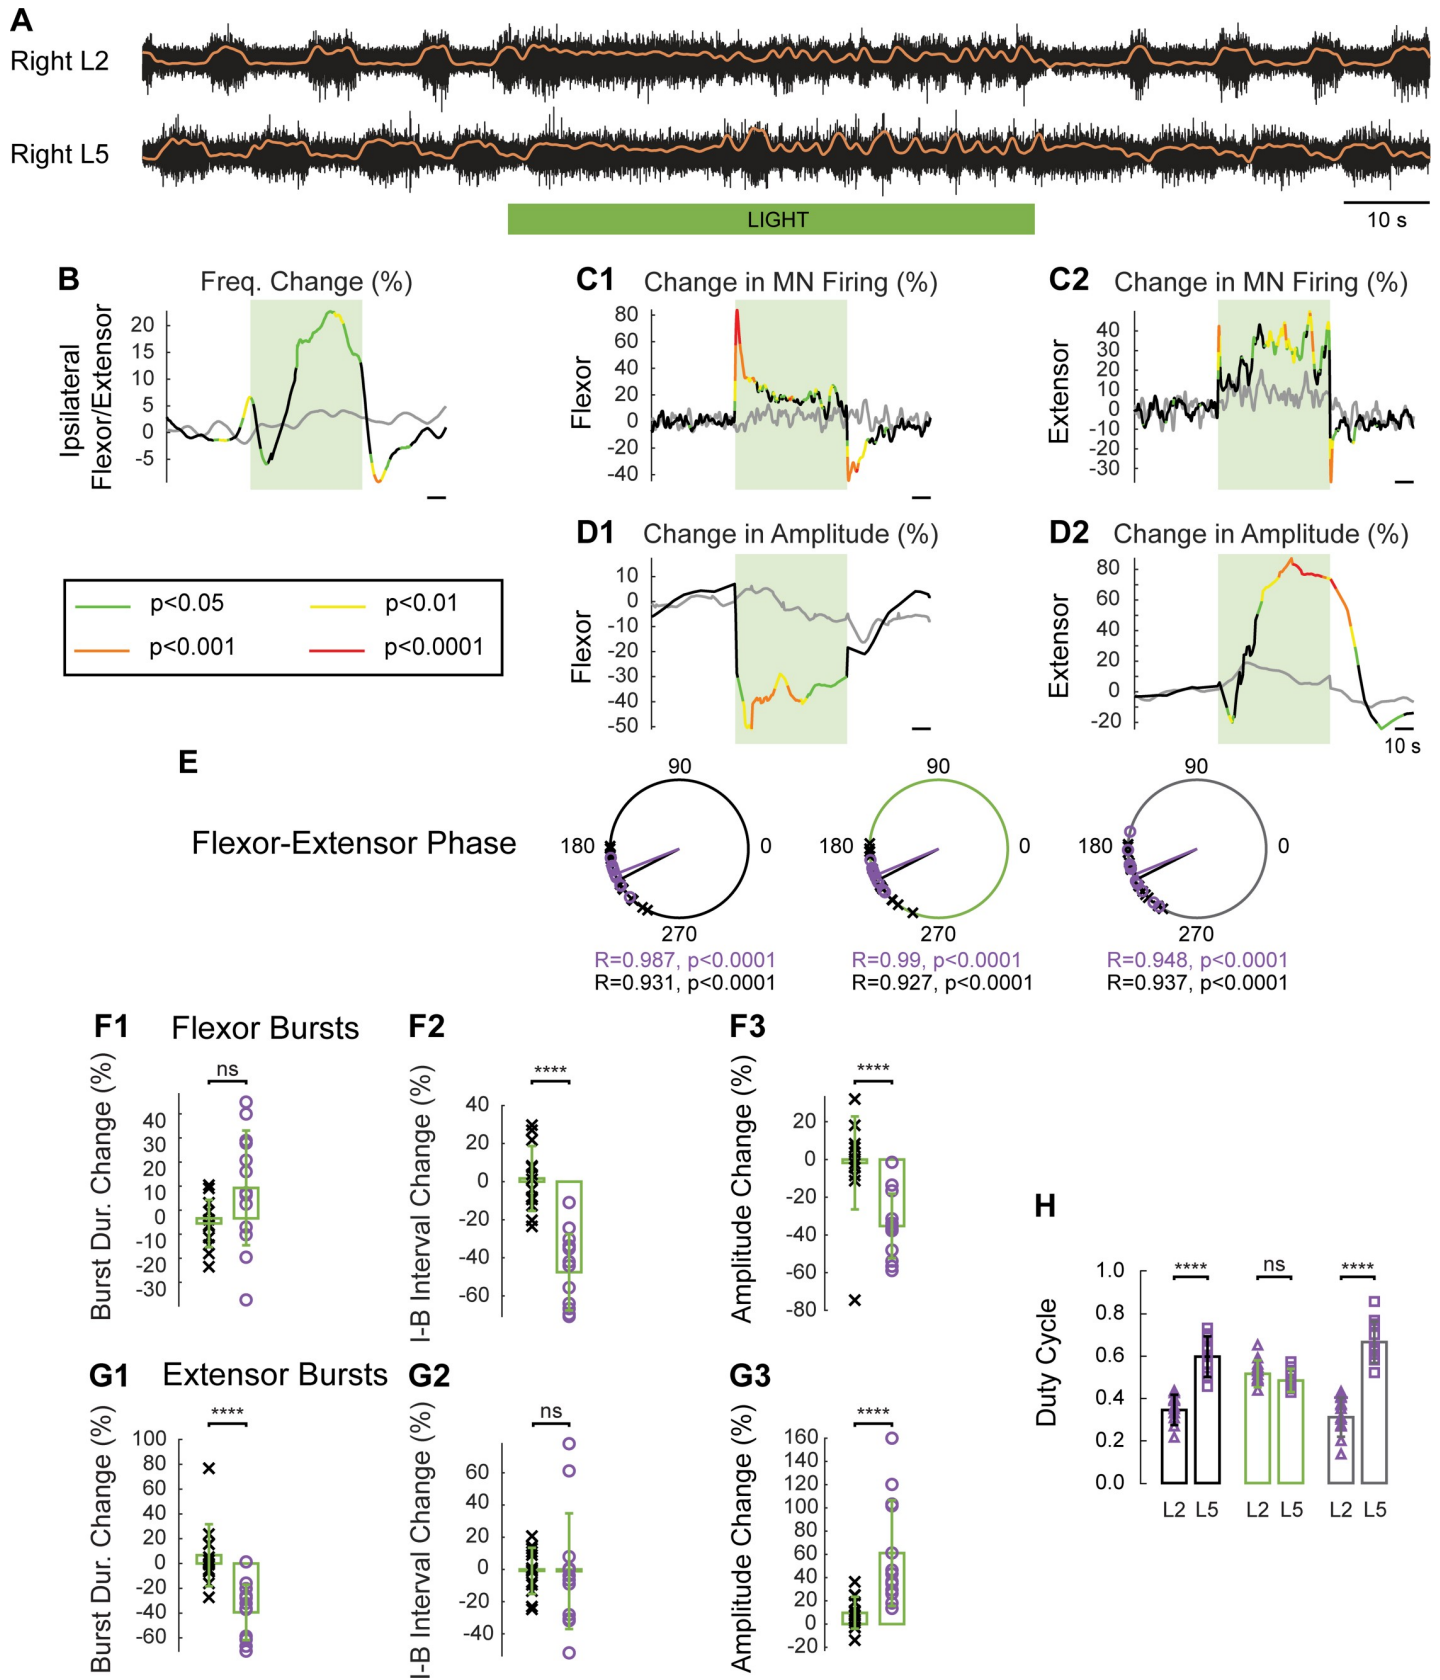 A
Right L2
Right L5
LIGHT
10 s
B
Freq. Change (%)
Ipsilateral
Flexor/Extensor
20
15
10
5
0
-5
C1
Change in MN Firing (%)
Flexor
80
60
40
20
0
-20
-40
C2
Change in MN Firing (%)
Extensor
40
30
20
10
0
-10
-20
-30
p<0.05
p<0.01
p<0.001
p<0.0001
D1
Change in Amplitude (%)
Flexor
10
0
-10
-20
-30
-40
-50
D2
Change in Amplitude (%)
Extensor
80
60
40
20
0
-20
10 s
E
Flexor-Extensor Phase
90
180
0
270
R=0.987, p<0.0001
R=0.931, p<0.0001
90
180
0
270
R=0.99, p<0.0001
R=0.927, p<0.0001
90
180
0
270
R=0.948, p<0.0001
R=0.937, p<0.0001
F1
Flexor Bursts
Burst Dur. Change (%)
ns
40
30
20
10
0
-10
-20
-30
F2
I-B Interval Change (%)
****
40
20
0
-20
-40
-60
F3
Amplitude Change (%)
****
20
0
-20
-40
-60
-80
G1
Extensor Bursts
Burst Dur. Change (%)
****
100
80
60
40
20
0
-20
-40
-60
G2
I-B Interval Change (%)
ns
60
40
20
0
-20
-40
G3
Amplitude Change (%)
****
160
140
120
100
80
60
40
20
0
-20
H
Duty Cycle
1.0
0.8
0.6
0.4
0.2
0.0
****
ns
****
L2 L5 L2 L5 L2 L5